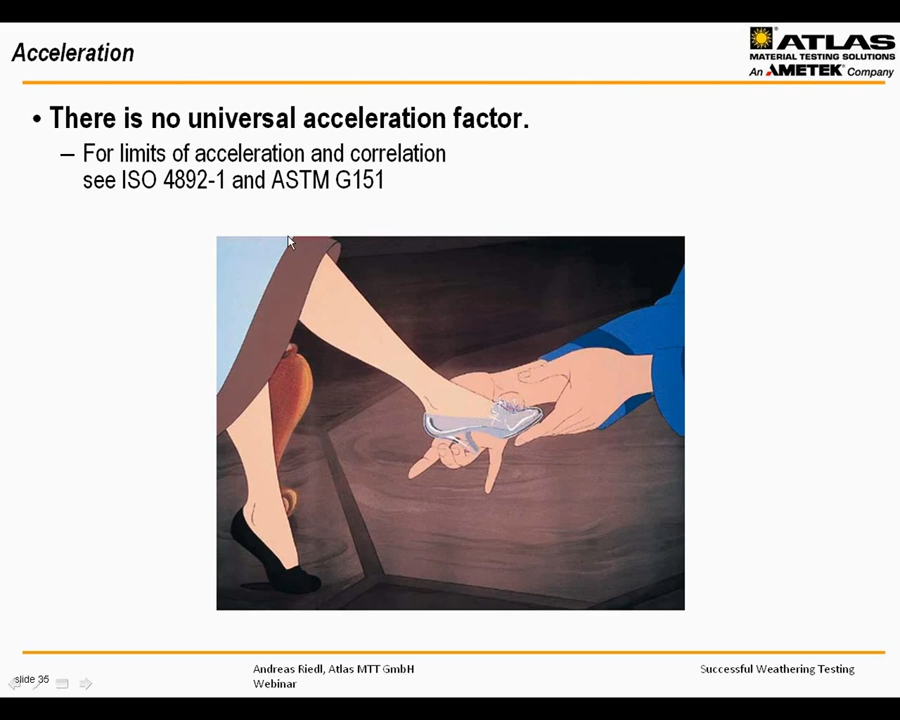 Acceleration
ATLAS
MATERIAL TESTING SOLUTIONS
An AMETEK® Company
• There is no universal acceleration factor.
– For limits of acceleration and correlation
see ISO 4892-1 and ASTM G151
slide 35
Andreas Riedl, Atlas MTT GmbH
Webinar
Successful Weathering Testing